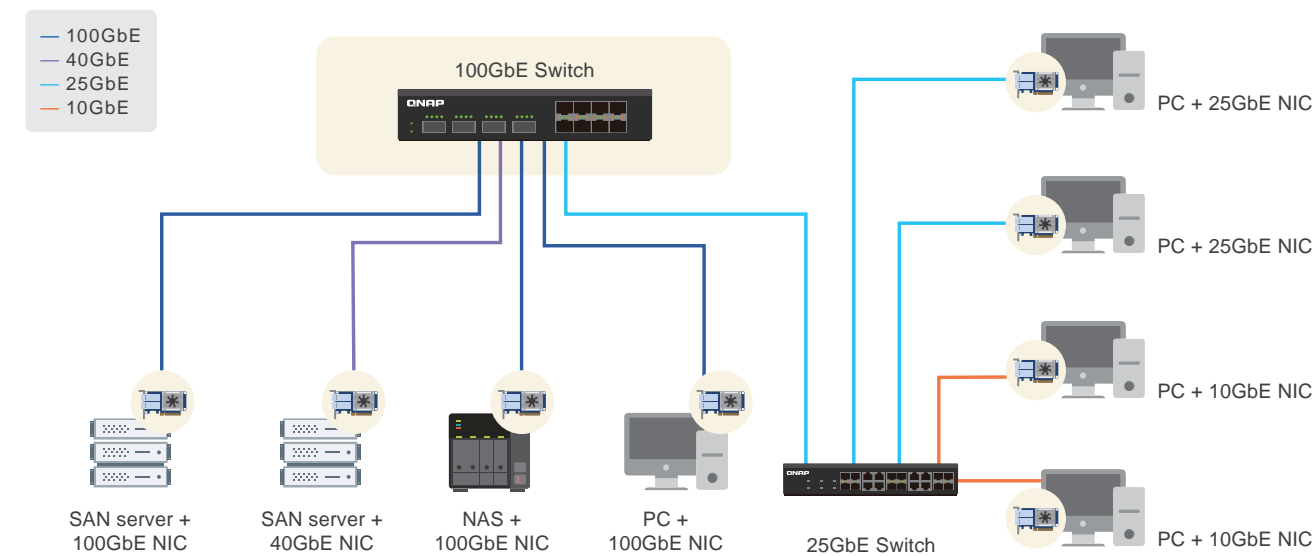 100GbE
40GbE
25GbE
10GbE
100GbE Switch
QNAP
PC + 25GbE NIC
PC + 25GbE NIC
PC + 10GbE NIC
QNAP
PC + 10GbE NIC
SAN server +
100GbE NIC
SAN server +
40GbE NIC
NAS +
100GbE NIC
PC +
100GbE NIC
25GbE Switch